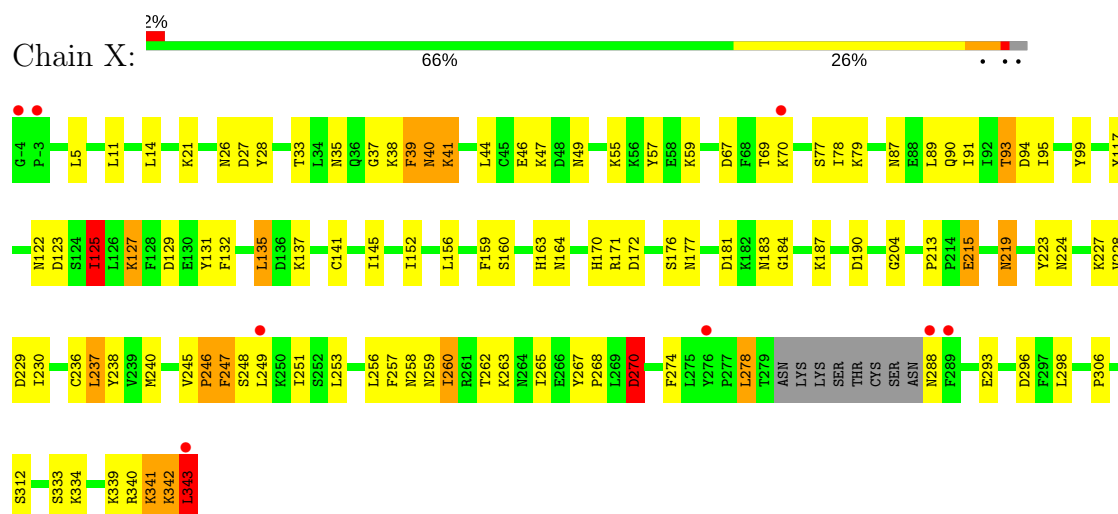 2%
Chain X:
66% 26% • • •
G-4 P-3 L5 L11 L14 K21 N26 D27 Y28 T33 L34 N35 Q36 G37 K38 F39 N40 K41 L44 C45 E46 K47 D48 N49 K55 K56 Y57 E58 K59 D67 F68 T69 K70 S77 I78 K79 N87 E88 L89 Q90 I91 I92 T93 D94 I95 Y99
N122 D123 S124 I125 L126 K127 F128 D129 E130 Y131 F132 L135 D136 K137 C141 I145 I152 L156 F159 S160 H163 N164 H170 R171 D172 S176 N177 D181 K182 N183 G184 K187 D190 G204 P213 P214 E215 N219 Y223 N224 K227
D229 I230 C236 L237 Y238 V239 M240 V245 P246 F247 S248 L249 K250 I251 S252 L253 L256 F257 N258 N259 I260 R261 T262 K263 N264 I265 E266 Y267 P268 L269 D270 F274 L275 Y276 P277 L278 T279 ASN LYS LYS SER THR CYS SER ASN N288 F289 E293 D296 F297 L298 P306
S312 S333 K334 K339 R340 K341 K342 L343